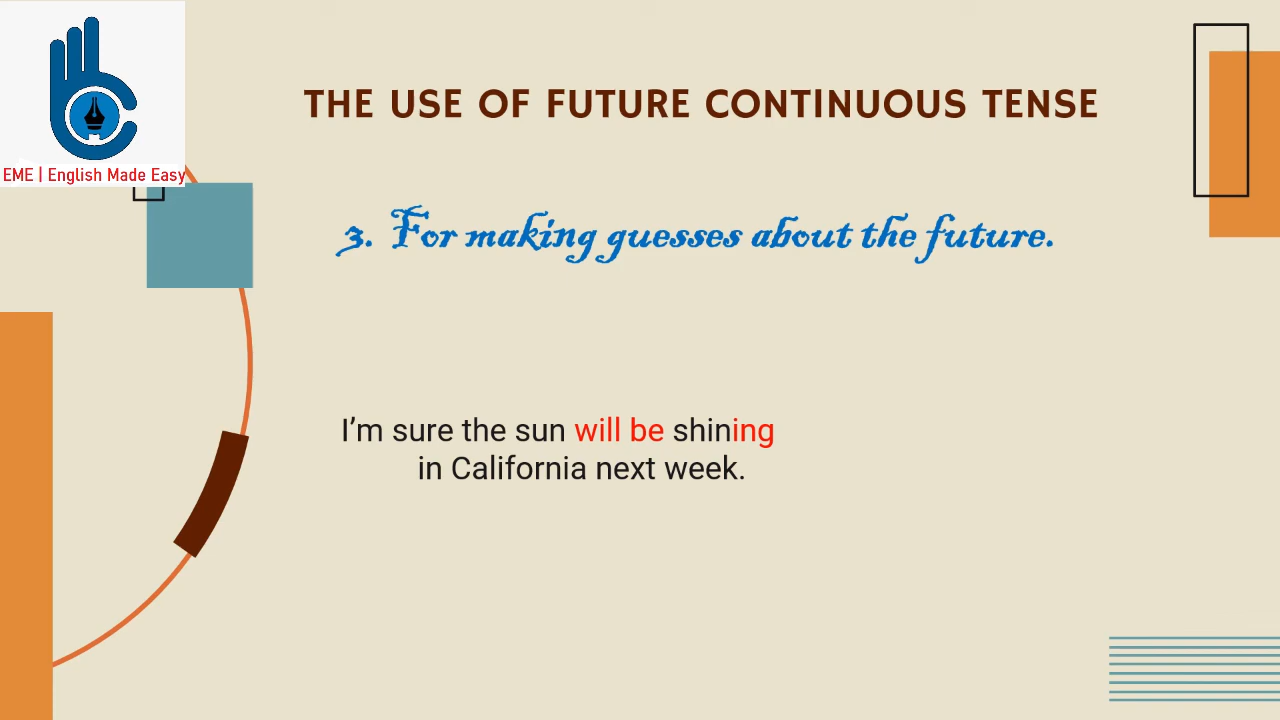 EME | English Made Easy
THE USE OF FUTURE CONTINUOUS TENSE
3. For making guesses about the future.
I'm sure the sun will be shining
in California next week.